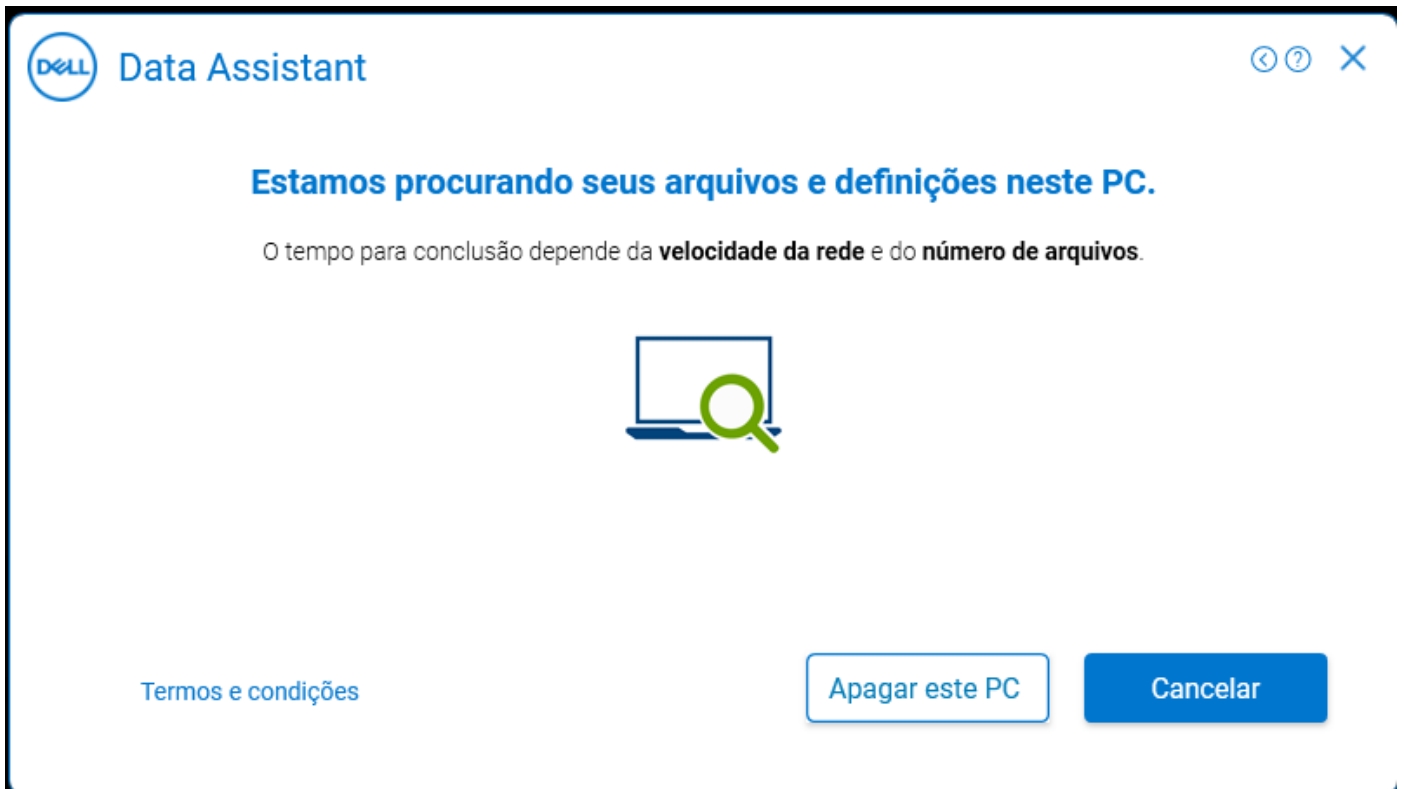 DELL
Data Assistant
Estamos procurando seus arquivos e definições neste PC.
O tempo para conclusão depende da velocidade da rede e do número de arquivos.
Termos e condições
Apagar este PC
Cancelar